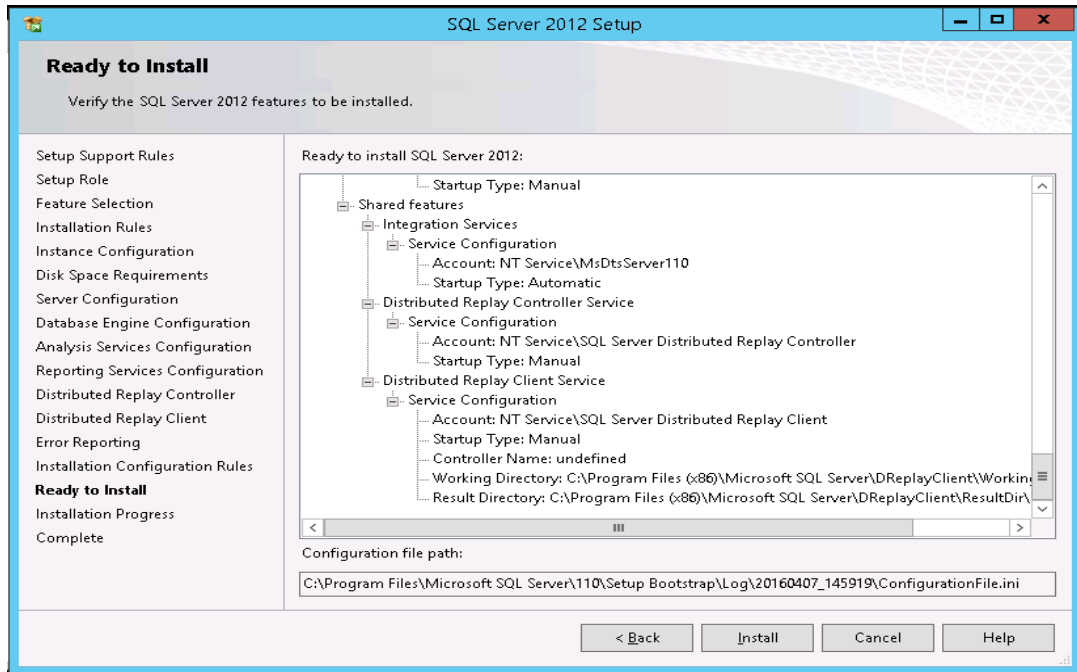 SQL Server 2012 Setup
Ready to Install
Verify the SQL Server 2012 features to be installed.
Setup Support Rules
Setup Role
Feature Selection
Installation Rules
Instance Configuration
Disk Space Requirements
Server Configuration
Database Engine Configuration
Analysis Services Configuration
Reporting Services Configuration
Distributed Replay Controller
Distributed Replay Client
Error Reporting
Installation Configuration Rules
Ready to Install
Installation Progress
Complete
Ready to install SQL Server 2012:
Startup Type: Manual
Shared features
Integration Services
Service Configuration
Account: NT Service\MsDtsServer110
Startup Type: Automatic
Distributed Replay Controller Service
Service Configuration
Account: NT Service\SQL Server Distributed Replay Controller
Startup Type: Manual
Distributed Replay Client Service
Service Configuration
Account: NT Service\SQL Server Distributed Replay Client
Startup Type: Manual
Controller Name: undefined
Working Directory: C:\Program Files (x86)\Microsoft SQL Server\DReplayClient\Working
Result Directory: C:\Program Files (x86)\Microsoft SQL Server\DReplayClient\ResultDir\
Configuration file path:
C:\Program Files\Microsoft SQL Server\110\Setup Bootstrap\Log\20160407_145919\ConfigurationFile.ini
< Back Install Cancel Help